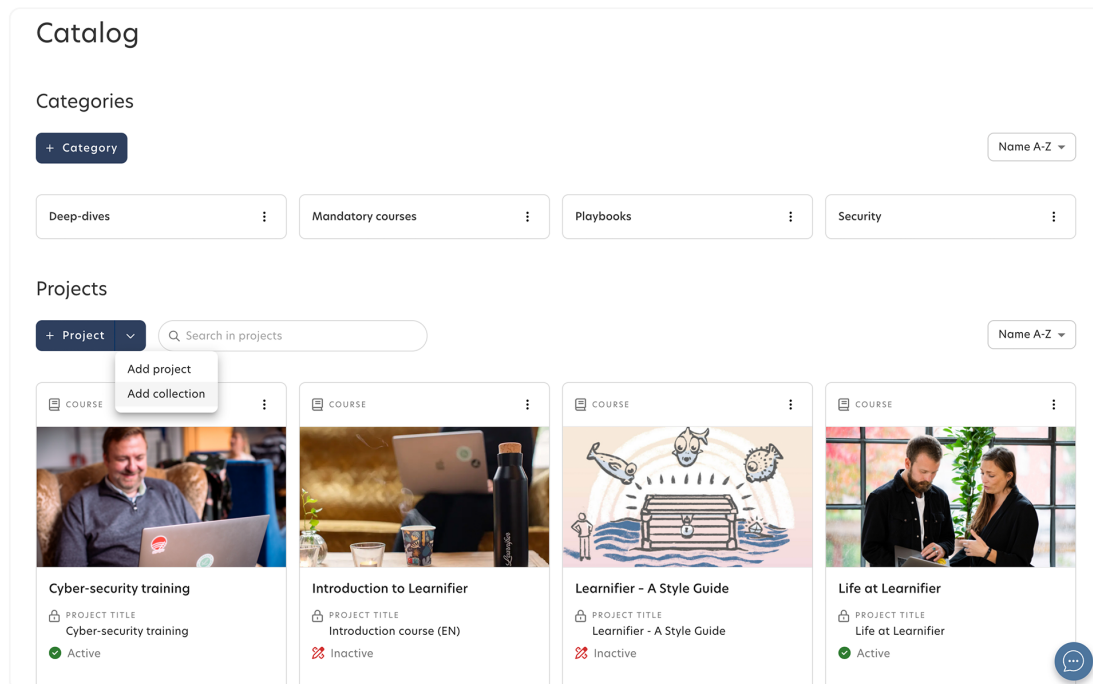 Catalog
Categories
+ Category
Name A-Z
Deep-dives
Mandatory courses
Playbooks
Security
Projects
+ Project
Search in projects
Name A-Z
Add project
Add collection
COURSE
COURSE
COURSE
COURSE
Learnifier
Cyber-security training
Introduction to Learnifier
Learnifier – A Style Guide
Life at Learnifier
PROJECT TITLE
PROJECT TITLE
PROJECT TITLE
PROJECT TITLE
Cyber-security training
Introduction course (EN)
Learnifier - A Style Guide
Life at Learnifier
Active
Inactive
Inactive
Active